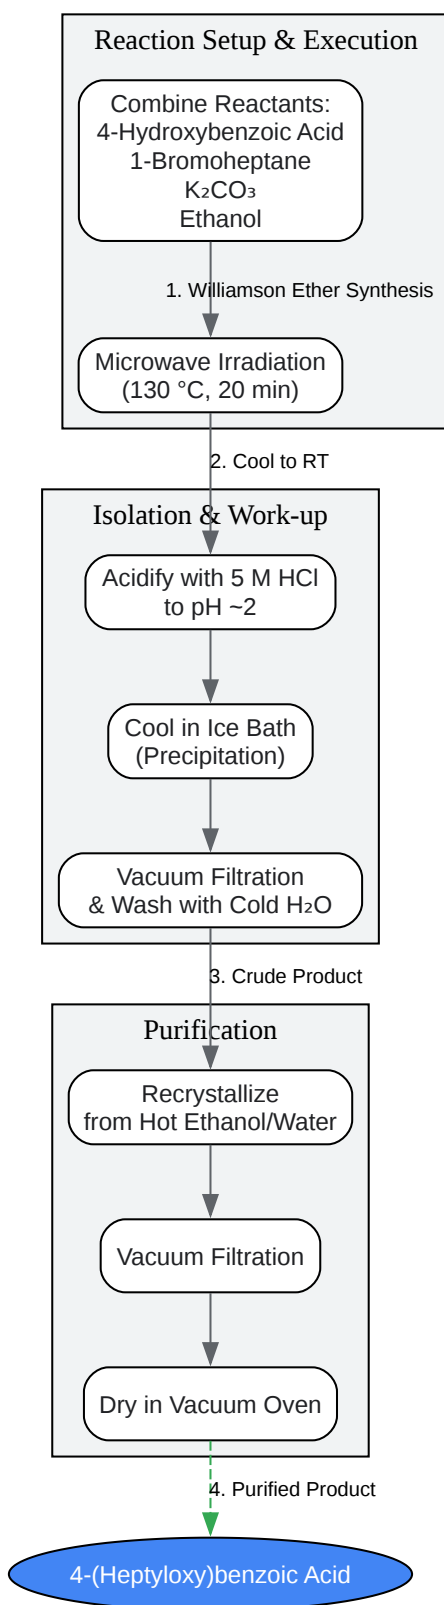 Reaction Setup & Execution
Combine Reactants:
4-Hydroxybenzoic Acid
1-Bromoheptane
K₂CO₃
Ethanol
1. Williamson Ether Synthesis
Microwave Irradiation
(130 °C, 20 min)
2. Cool to RT
Isolation & Work-up
Acidify with 5 M HCl
to pH ~2
Cool in Ice Bath
(Precipitation)
Vacuum Filtration
& Wash with Cold H₂O
3. Crude Product
Purification
Recrystallize
from Hot Ethanol/Water
Vacuum Filtration
Dry in Vacuum Oven
4. Purified Product
4-(Heptyloxy)benzoic Acid